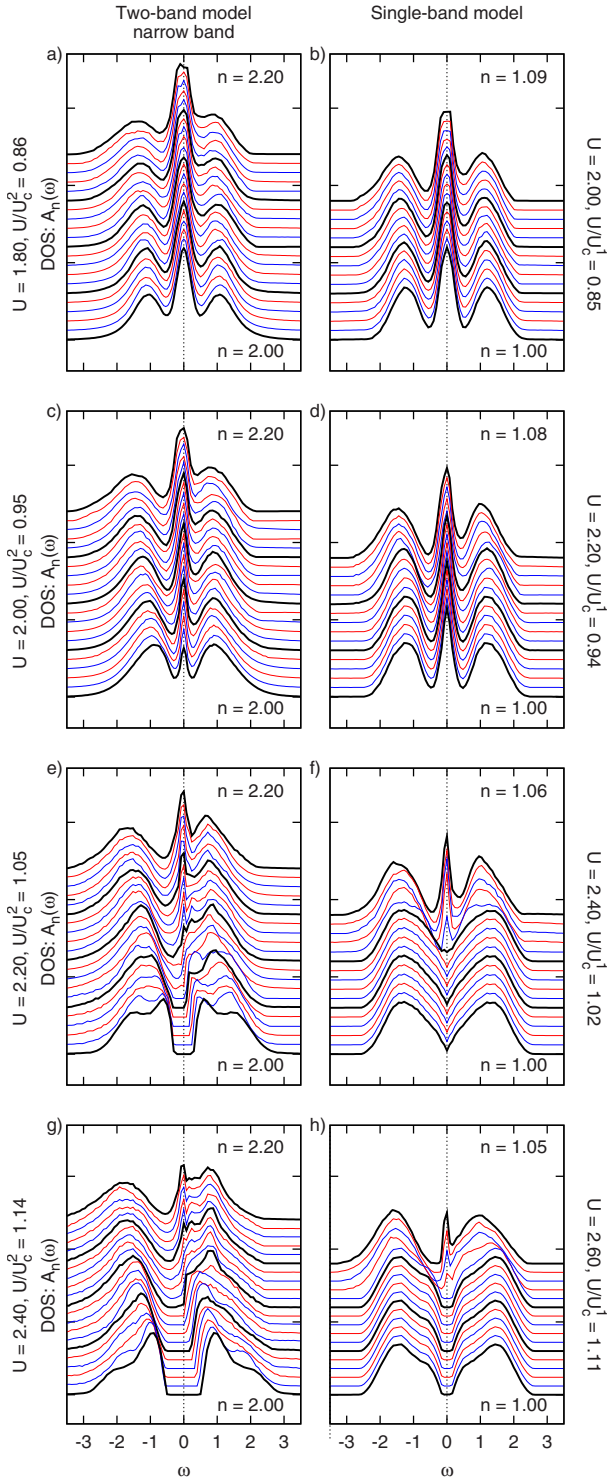 Two-band model
narrow band
Single-band model
a)
n = 2.20
n = 2.00
U = 1.80, U/U_c^2 = 0.86
DOS: A_n(ω)
b)
n = 1.09
n = 1.00
U = 2.00, U/U_c^1 = 0.85
c)
n = 2.20
n = 2.00
U = 2.00, U/U_c^2 = 0.95
DOS: A_n(ω)
d)
n = 1.08
n = 1.00
U = 2.20, U/U_c^1 = 0.94
e)
n = 2.20
n = 2.00
U = 2.20, U/U_c^2 = 1.05
DOS: A_n(ω)
f)
n = 1.06
n = 1.00
U = 2.40, U/U_c^1 = 1.02
g)
n = 2.20
n = 2.00
U = 2.40, U/U_c^2 = 1.14
DOS: A_n(ω)
h)
n = 1.05
n = 1.00
U = 2.60, U/U_c^1 = 1.11
-3 -2 -1 0 1 2 3
-3 -2 -1 0 1 2 3
ω
ω